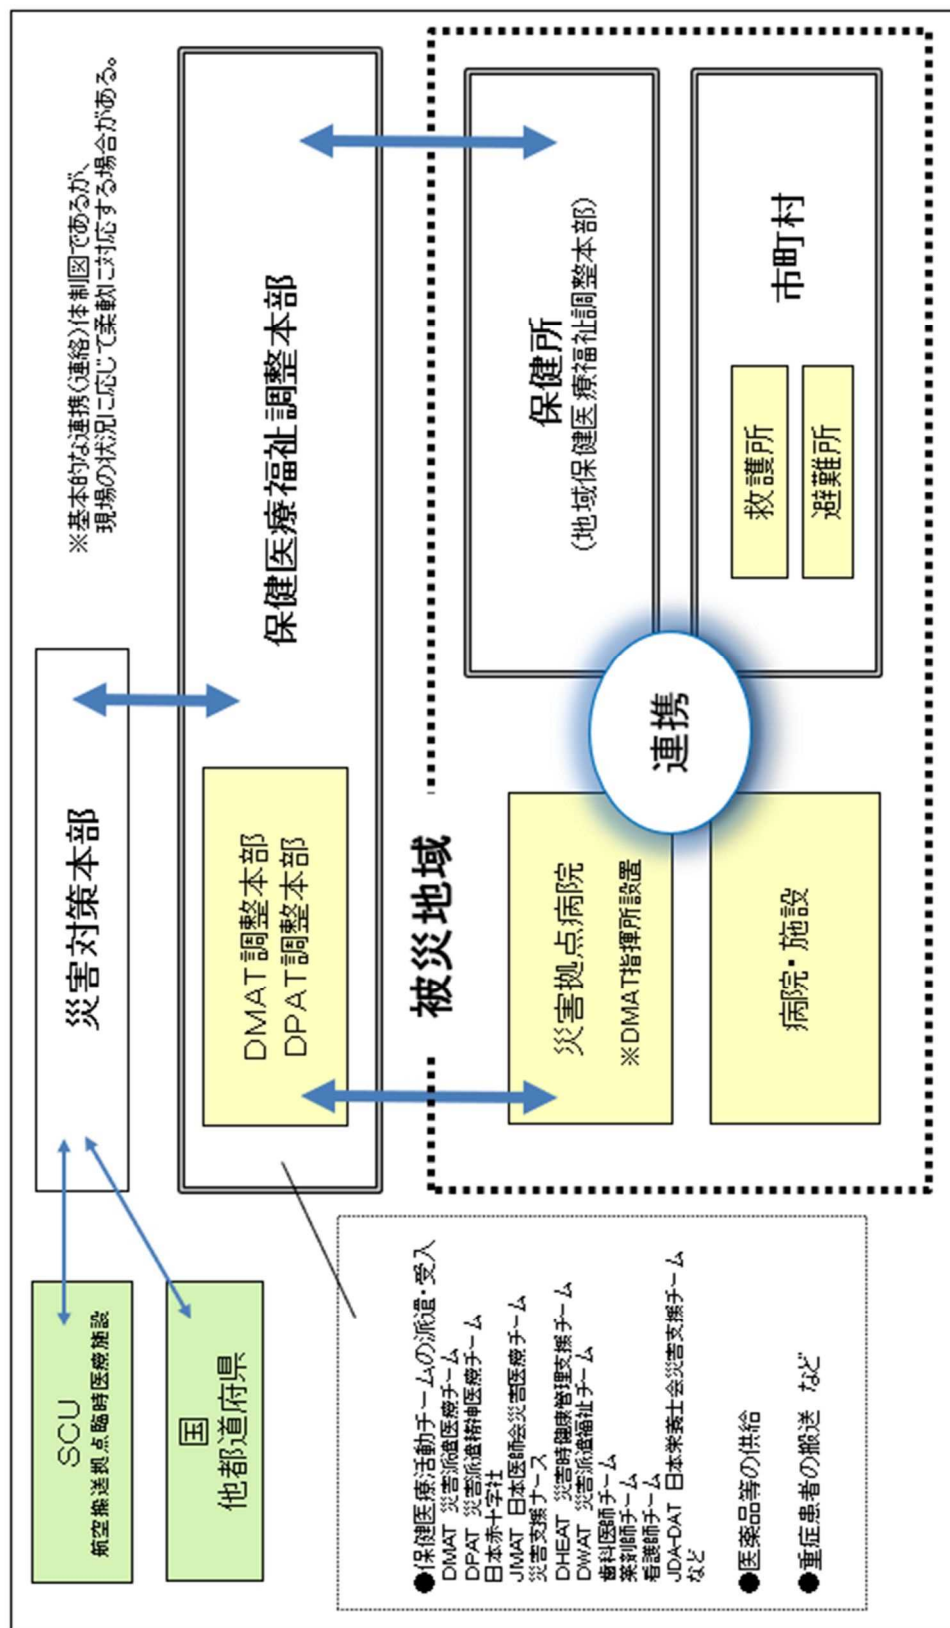 ※基本的な連携(連絡)体制図であるが、
現場の状況に応じて柔軟に対応する場合がある。
SCU
航空搬送拠点臨時医療施設
災害対策本部
国
他都道府県
DMAT調整本部
DPAT調整本部
保健医療福祉調整本部
●保健医療活動チームの派遣・受入
DMAT 災害派遣医療チーム
DPAT 災害派遣精神医療チーム
日本赤十字社
JMAT 日本医師会災害医療チーム
災害支援ナース
DHEAT 災害時健康管理支援チーム
DWAT 災害派遣福祉チーム
歯科医師チーム
薬剤師チーム
看護師チーム
JDA-DAT 日本栄養士会災害支援チーム
など
●医薬品等の供給
●重症患者の搬送 など
被災地域
災害拠点病院
※DMAT指揮所設置
病院・施設
連携
保健所
(地域保健医療福祉調整本部)
市町村
救護所
避難所